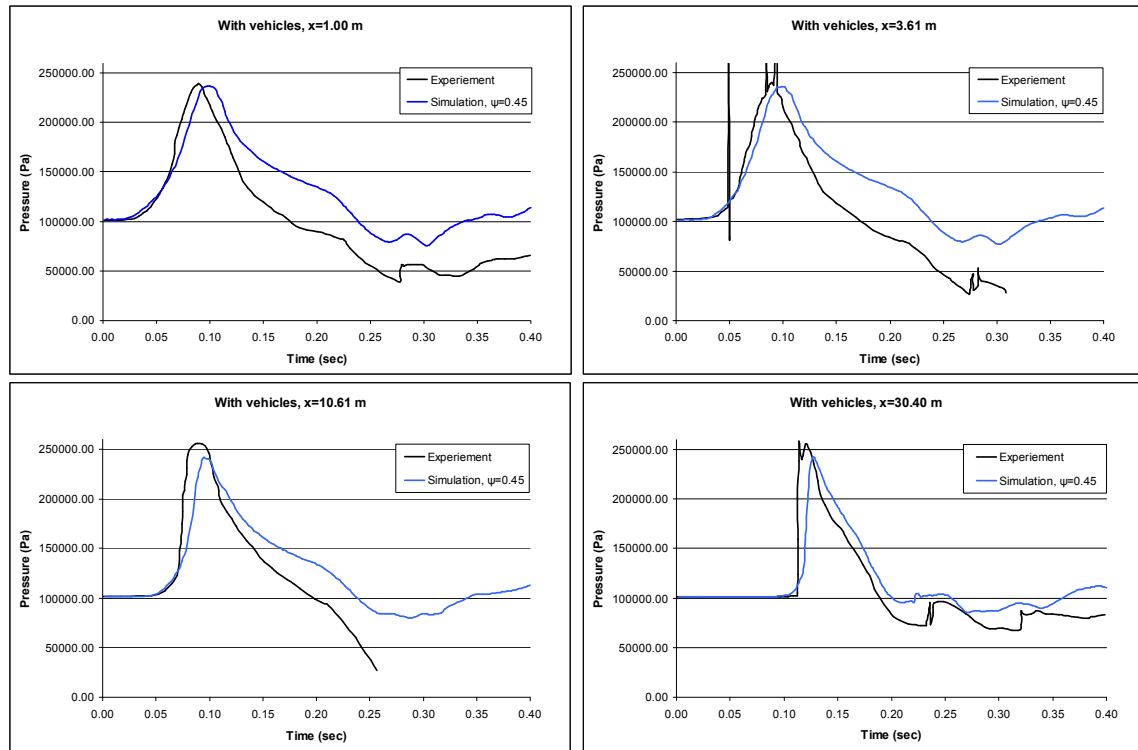 With vehicles, x=1.00 m
250000.00
200000.00
150000.00
100000.00
50000.00
0.00
Pressure (Pa)
Experiement
Simulation, ψ=0.45
0.00 0.05 0.10 0.15 0.20 0.25 0.30 0.35 0.40
Time (sec)
With vehicles, x=3.61 m
250000.00
200000.00
150000.00
100000.00
50000.00
0.00
Pressure (Pa)
Experiement
Simulation, ψ=0.45
0.00 0.05 0.10 0.15 0.20 0.25 0.30 0.35 0.40
Time (sec)
With vehicles, x=10.61 m
250000.00
200000.00
150000.00
100000.00
50000.00
0.00
Pressure (Pa)
Experiement
Simulation, ψ=0.45
0.00 0.05 0.10 0.15 0.20 0.25 0.30 0.35 0.40
Time (sec)
With vehicles, x=30.40 m
250000.00
200000.00
150000.00
100000.00
50000.00
0.00
Pressure (Pa)
Experiement
Simulation, ψ=0.45
0.00 0.05 0.10 0.15 0.20 0.25 0.30 0.35 0.40
Time (sec)